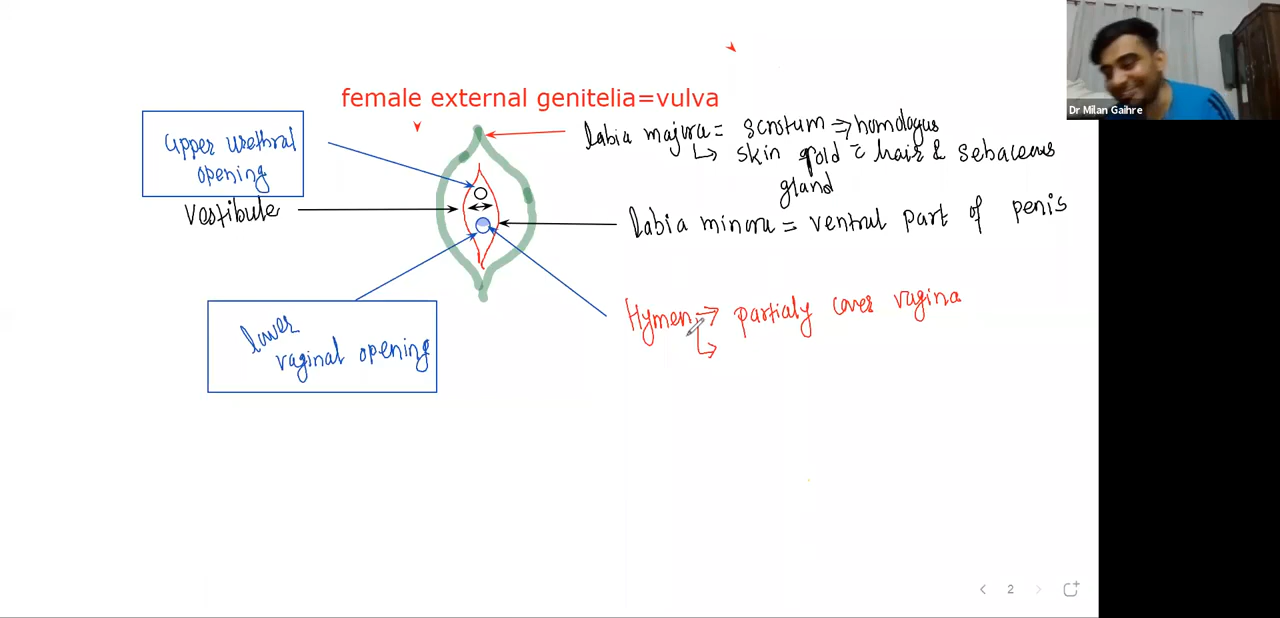 Dr Milan Gaihre
female external genitelia=vulva
Upper urethral
opening
vestibule
labia majura = scrotum => homologus
↳ skin fold c̄ hair & sebaceous
gland
labia minora = ventral part of penis
Hymen → partialy cover vagina
↳
lower
vaginal opening
2